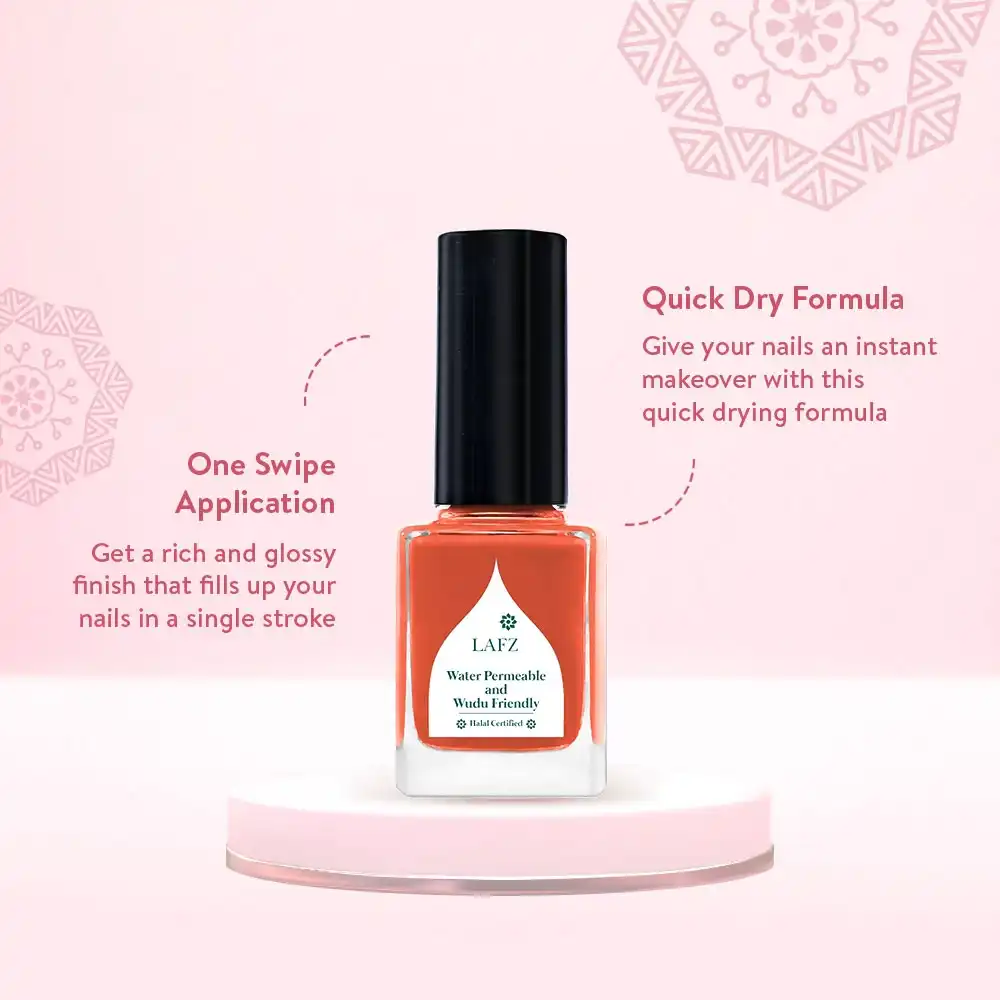 Quick Dry Formula
Give your nails an instant
makeover with this
quick drying formula
One Swipe
Application
Get a rich and glossy
finish that fills up your
nails in a single stroke
LAFZ
Water Permeable
and
Wudu Friendly
Halal Certified